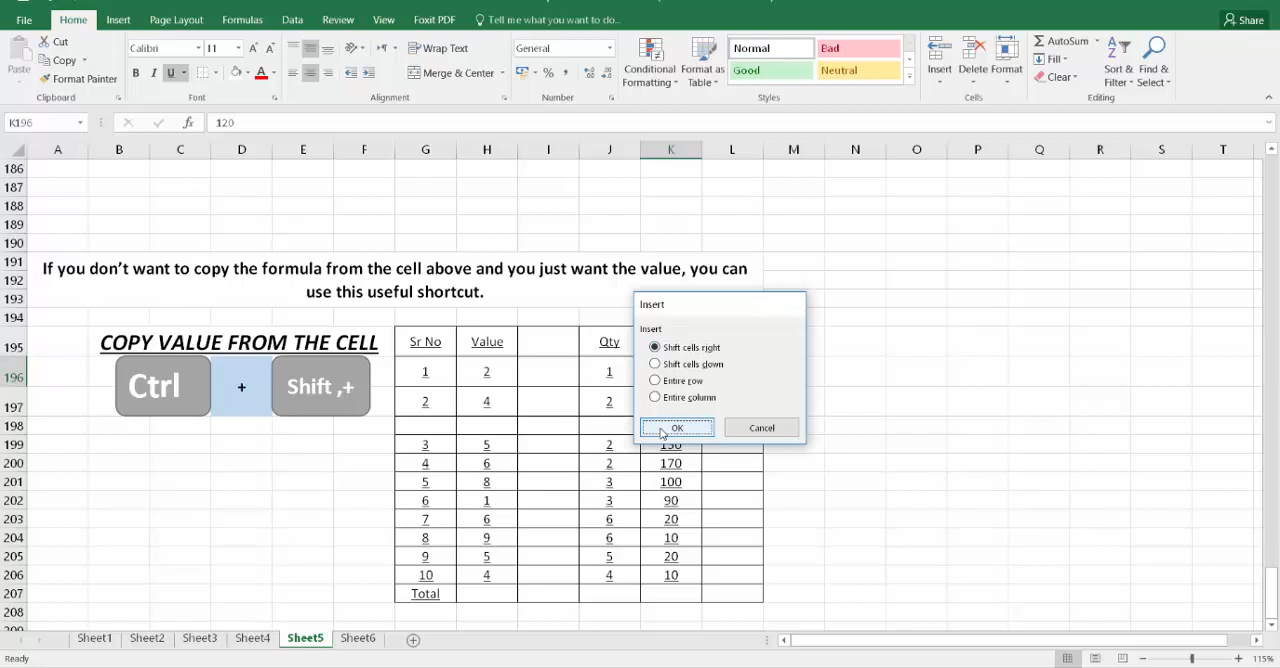 File Home Insert Page Layout Formulas Data Review View Foxit PDF Tell me what you want to do... Share
Cut
Copy
Format Painter
Paste
Calibri 11
B I U
Wrap Text
Merge & Center
General
Conditional Formatting
Format as Table
Normal Bad
Good Neutral
Insert Delete Format
AutoSum
Fill
Clear
Sort & Filter
Find & Select
Clipboard Font Alignment Number Styles Cells Editing
K196 fx 120
A B C D E F G H I J K L M N O P Q R S T
186
187
188
189
190
191
If you don't want to copy the formula from the cell above and you just want the value, you can
192
use this useful shortcut.
193
194
195 COPY VALUE FROM THE CELL Sr No Value Qty
196 1 2 1
Ctrl + Shift ,+
197 2 4 2
198
199 3 5 2 150
200 4 6 2 170
201 5 8 3 100
202 6 1 3 90
203 7 6 6 20
204 8 9 6 10
205 9 5 5 20
206 10 4 4 10
207 Total
208
209
Insert
Insert
Shift cells right
Shift cells down
Entire row
Entire column
OK Cancel
Sheet1 Sheet2 Sheet3 Sheet4 Sheet5 Sheet6
Ready 115%